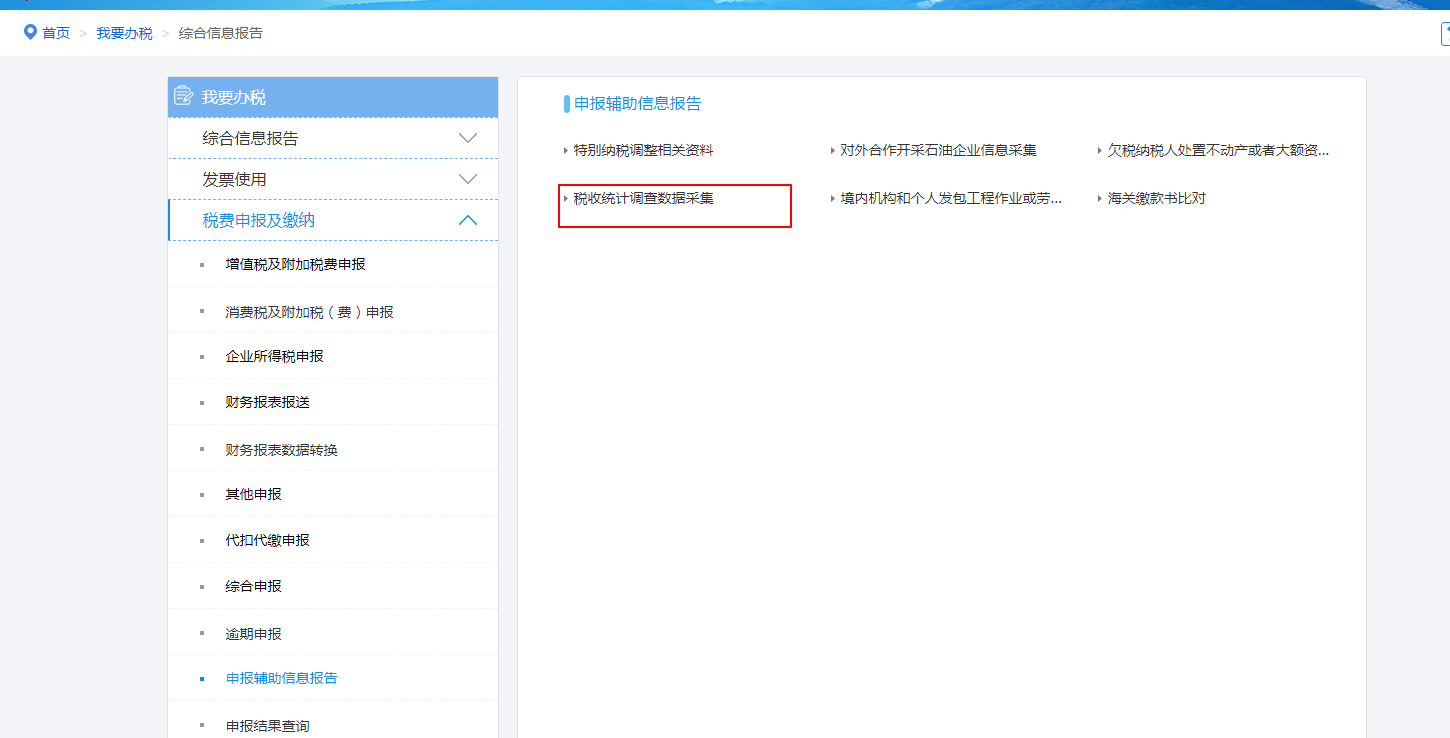 首页 > 我要办税 > 综合信息报告
我要办税
综合信息报告
发票使用
税费申报及缴纳
增值税及附加税费申报
消费税及附加税（费）申报
企业所得税申报
财务报表报送
财务报表数据转换
其他申报
代扣代缴申报
综合申报
逾期申报
申报辅助信息报告
申报结果查询
申报辅助信息报告
特别纳税调整相关资料
对外合作开采石油企业信息采集
欠税纳税人处置不动产或者大额资...
税收统计调查数据采集
境内机构和个人发包工程作业或劳...
海关缴款书比对